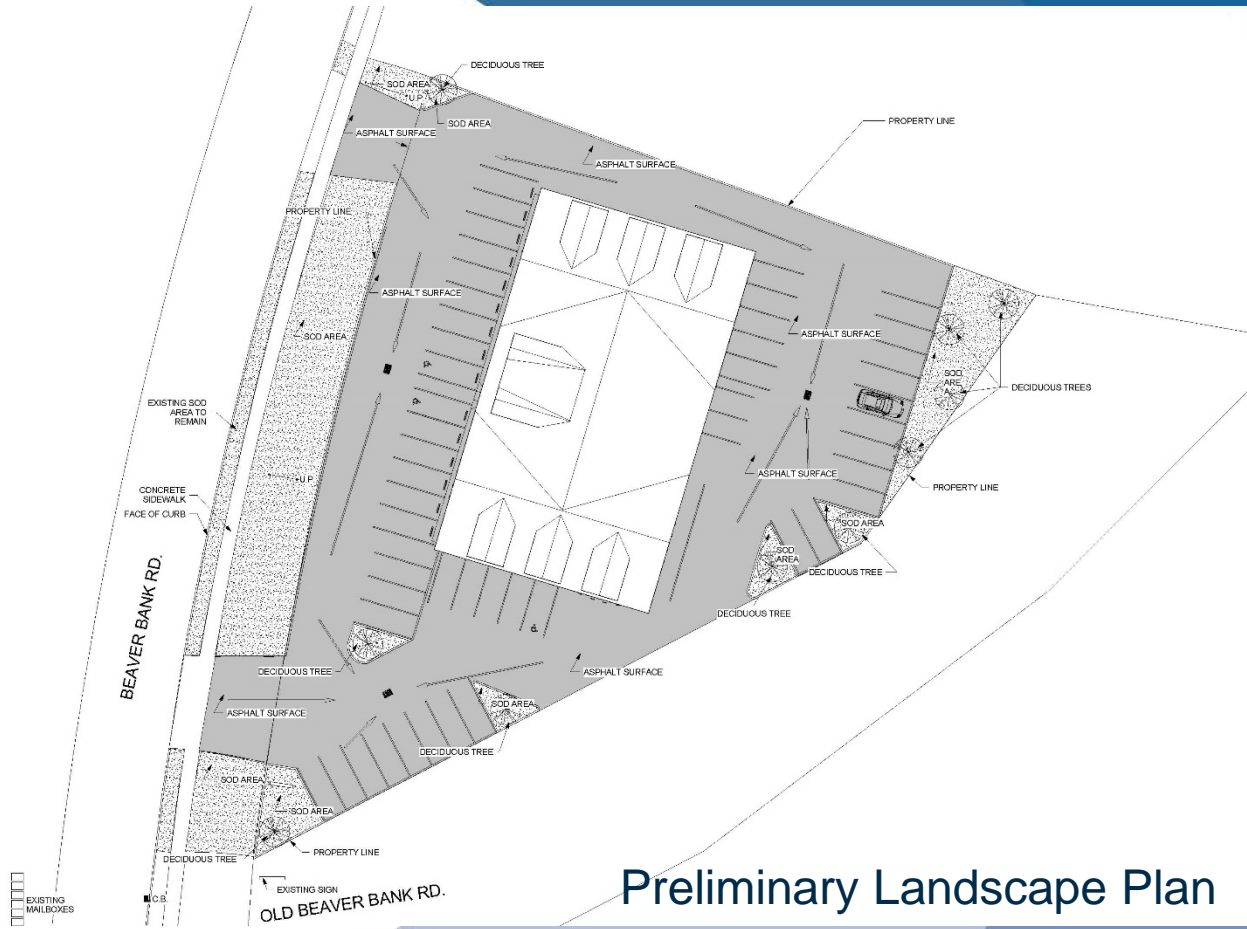 DECIDUOUS TREE
SOD AREA
U.P.
SOD AREA
PROPERTY LINE
ASPHALT SURFACE
ASPHALT SURFACE
PROPERTY LINE
ASPHALT SURFACE
SOD AREA
ASPHALT SURFACE
EXISTING SOD
AREA TO
REMAIN
SOD
ARE
DECIDUOUS TREES
CONCRETE
SIDEWALK
U.P.
ASPHALT SURFACE
PROPERTY LINE
FACE OF CURB
SOD AREA
SOD
AREA
DECIDUOUS TREE
DECIDUOUS TREE
BEAVER BANK RD.
DECIDUOUS TREE
ASPHALT SURFACE
SOD AREA
ASPHALT SURFACE
DECIDUOUS TREE
SOD AREA
SOD AREA
DECIDUOUS TREE
PROPERTY LINE
EXISTING SIGN
OLD BEAVER BANK RD.
C.B.
EXISTING
MAILBOXES
Preliminary Landscape Plan